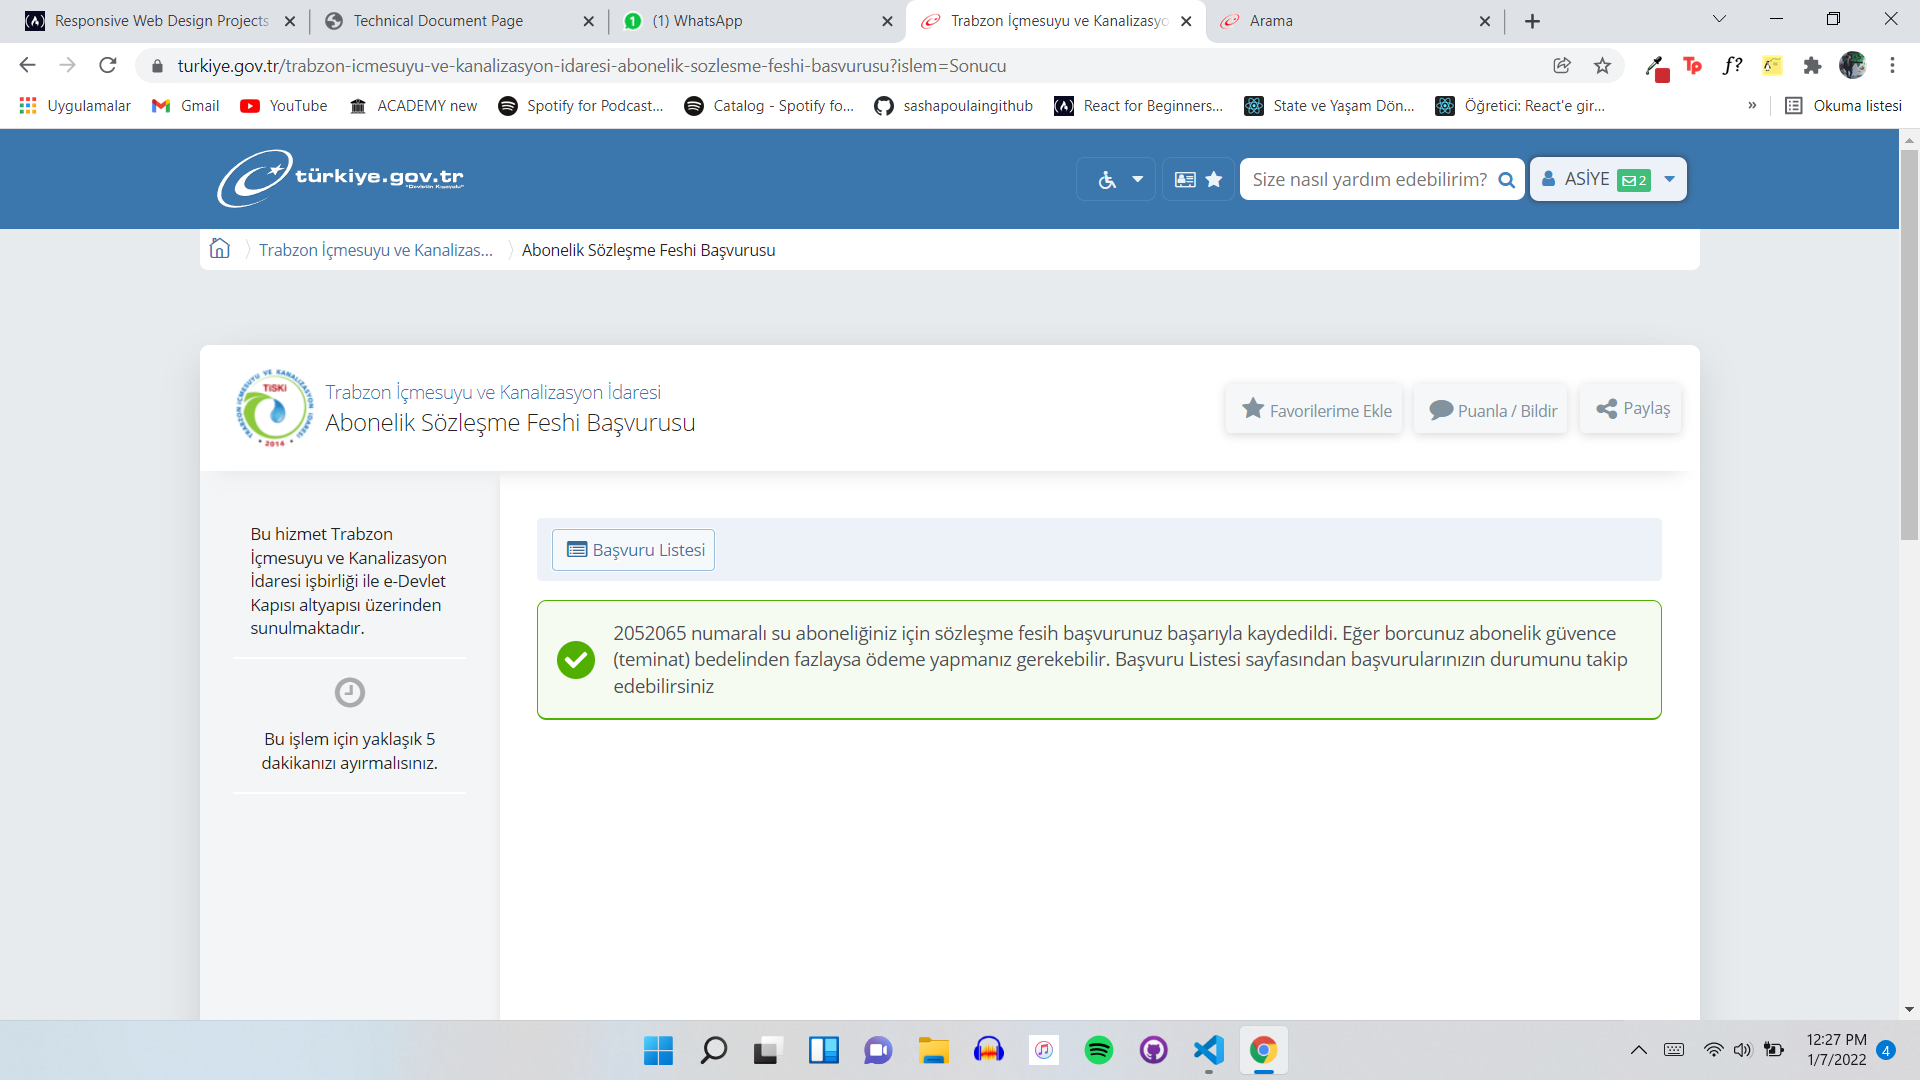 Responsive Web Design Projects
Technical Document Page
(1) WhatsApp
Trabzon İçmesuyu ve Kanalizasyo
Arama
turkiye.gov.tr/trabzon-icmesuyu-ve-kanalizasyon-idaresi-abonelik-sozlesme-feshi-basvurusu?islem=Sonucu
Uygulamalar
Gmail
YouTube
ACADEMY new
Spotify for Podcast...
Catalog - Spotify fo...
sashapoulaingithub
React for Beginners...
State ve Yaşam Dön...
Öğretici: React'e gir...
»
Okuma listesi
türkiye.gov.tr
Size nasıl yardım edebilirim?
ASİYE 2
Trabzon İçmesuyu ve Kanalizas...
Abonelik Sözleşme Feshi Başvurusu
TİSKİ
2014
Trabzon İçmesuyu ve Kanalizasyon İdaresi
Abonelik Sözleşme Feshi Başvurusu
Favorilerime Ekle
Puanla / Bildir
Paylaş
Bu hizmet Trabzon
İçmesuyu ve Kanalizasyon
İdaresi işbirliği ile e-Devlet
Kapısı altyapısı üzerinden
sunulmaktadır.
Bu işlem için yaklaşık 5
dakikanızı ayırmalısınız.
Başvuru Listesi
2052065 numaralı su aboneliğiniz için sözleşme fesih başvurunuz başarıyla kaydedildi. Eğer borcunuz abonelik güvence
(teminat) bedelinden fazlaysa ödeme yapmanız gerekebilir. Başvuru Listesi sayfasından başvurularınızın durumunu takip
edebilirsiniz
12:27 PM
1/7/2022
4